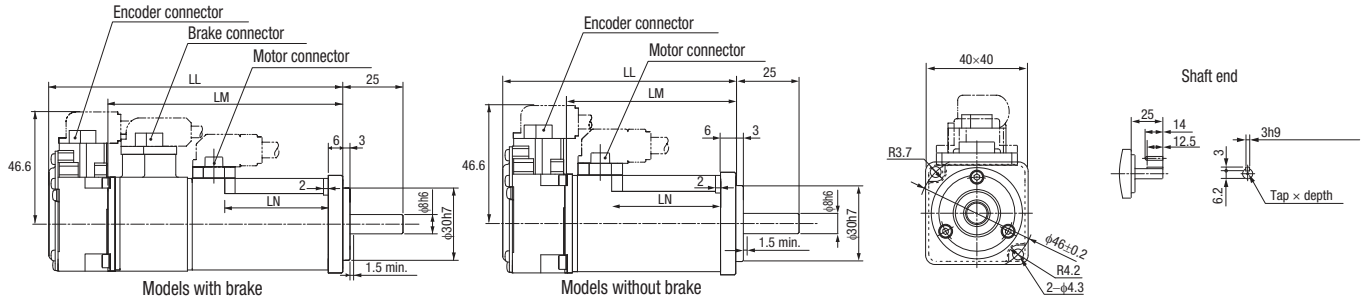 Encoder connector
Brake connector
Motor connector
LL
25
LM
6
3
46.6
2
LN
φ8h6
φ30h7
1.5 min.
Models with brake
Encoder connector
Motor connector
LL
25
LM
6
3
46.6
2
LN
φ8h6
φ30h7
1.5 min.
Models without brake
40×40
R3.7
φ46±0.2
R4.2
2−φ4.3
Shaft end
25
14
12.5
3h9
3
6.2
Tap × depth